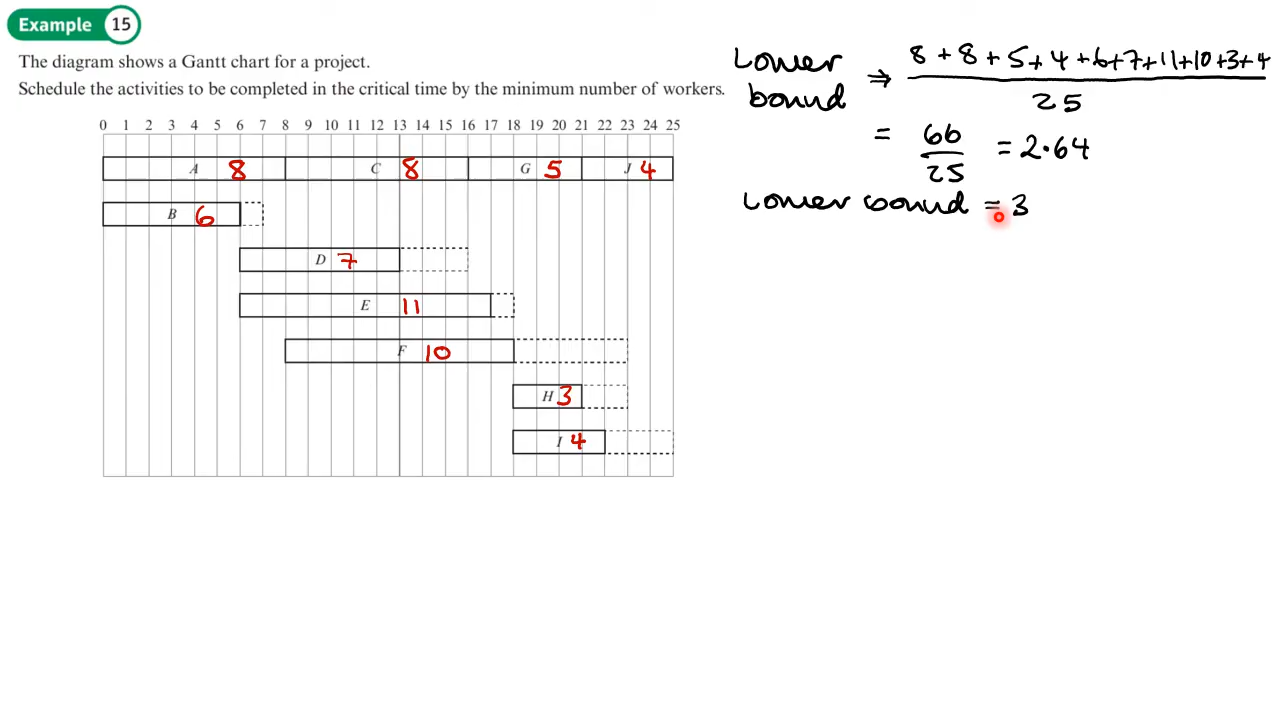 Example 15
The diagram shows a Gantt chart for a project.
Schedule the activities to be completed in the critical time by the minimum number of workers.
0 1 2 3 4 5 6 7 8 9 10 11 12 13 14 15 16 17 18 19 20 21 22 23 24 25
A 8 C 8 G 5 J 4
B 6
D 7
E 11
F 10
H 3
I 4
Lower bound ⇒ 8+8+5+4+6+7+11+10+3+4
25
= 66/25 = 2.64
Lower bound = 3